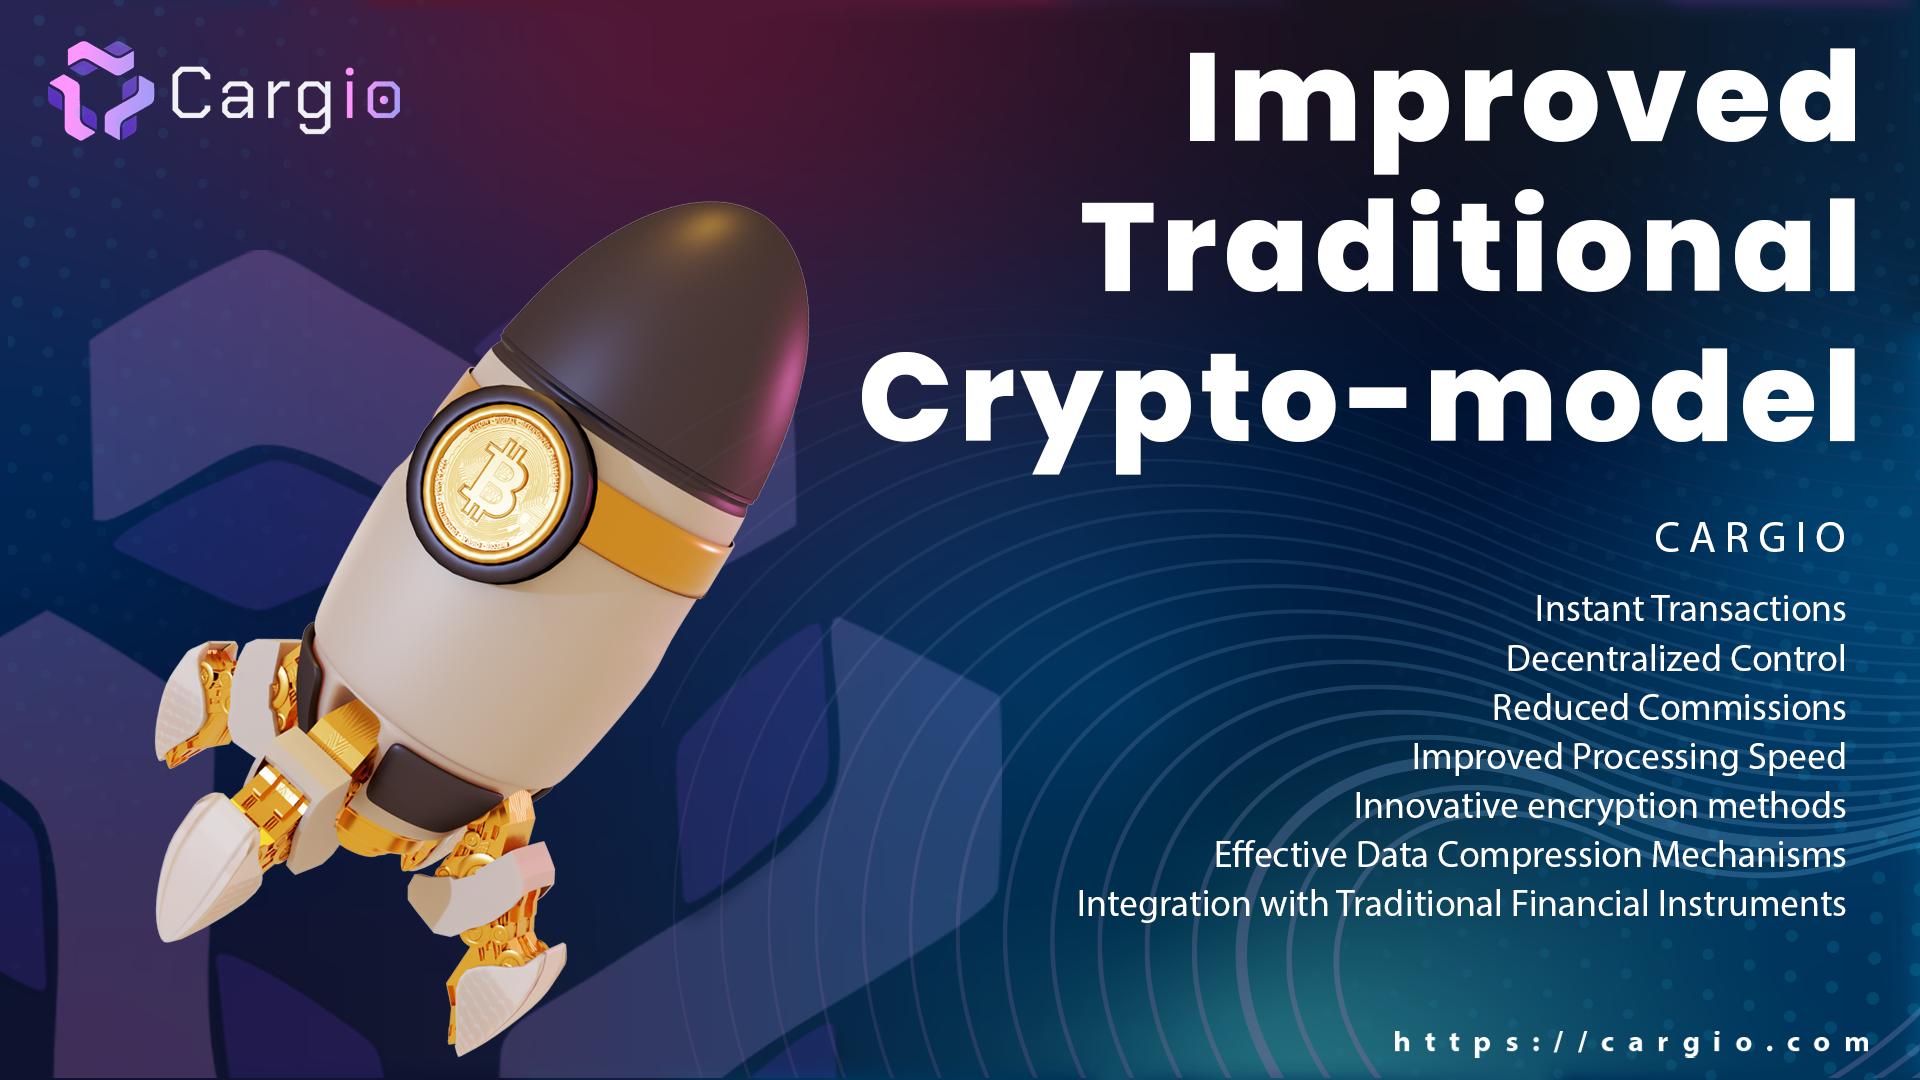 Cargio
Improved
Traditional
Crypto-model
CARGIO
Instant Transactions
Decentralized Control
Reduced Commissions
Improved Processing Speed
Innovative encryption methods
Effective Data Compression Mechanisms
Integration with Traditional Financial Instruments
https://cargio.com